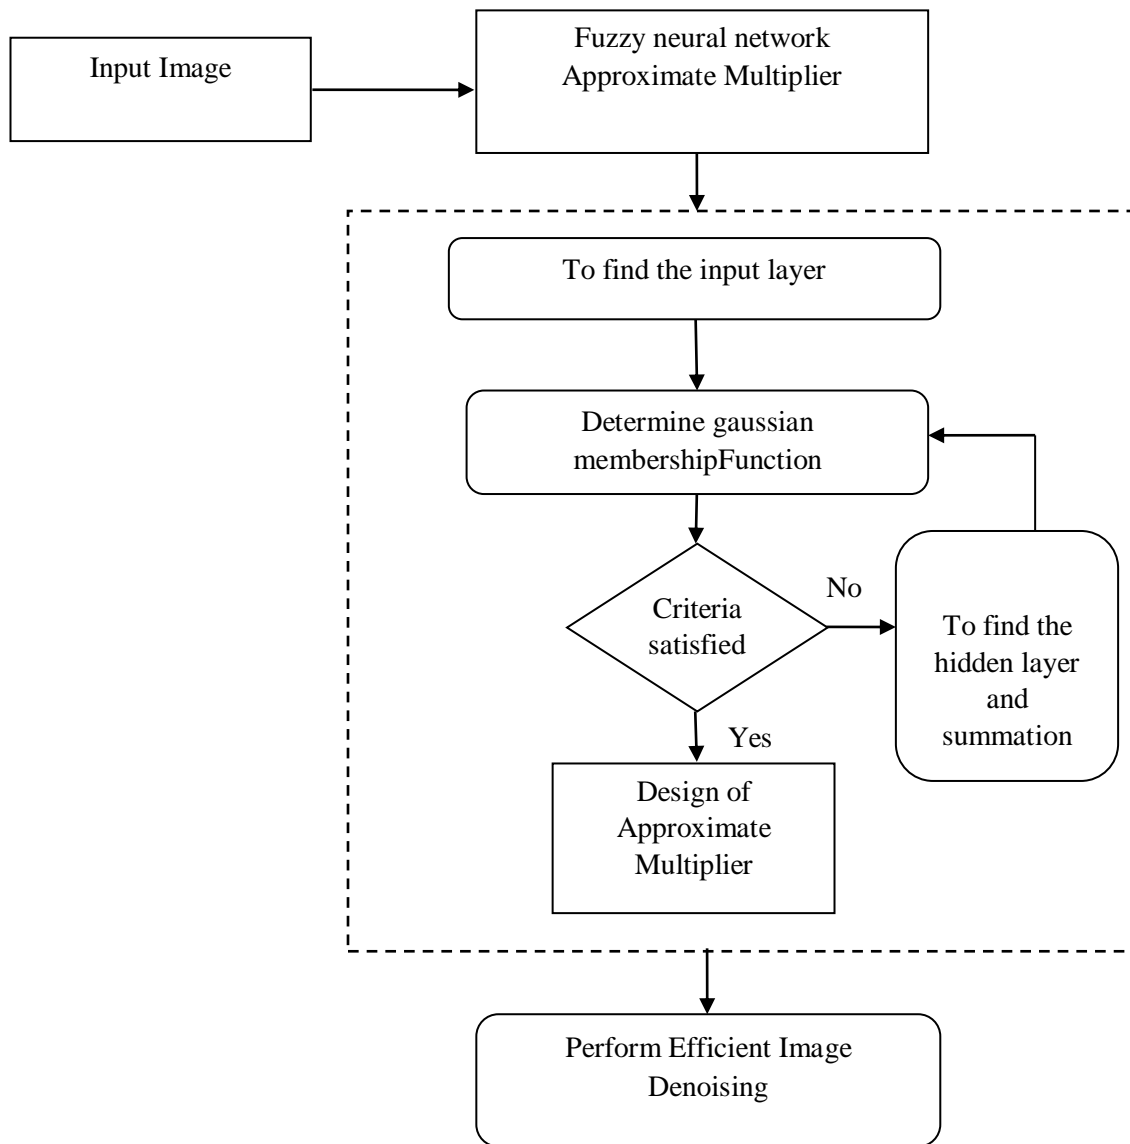 Input Image
Fuzzy neural network
Approximate Multiplier
To find the input layer
Determine gaussian
membershipFunction
Criteria
satisfied
No
To find the
hidden layer
and
summation
Yes
Design of
Approximate
Multiplier
Perform Efficient Image
Denoising